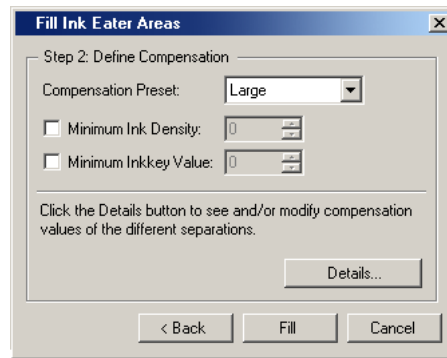 Fill Ink Eater Areas
Step 2: Define Compensation
Compensation Preset: Large
Minimum Ink Density: 0
Minimum Inkkey Value: 0
Click the Details button to see and/or modify compensation
values of the different separations.
Details...
< Back Fill Cancel